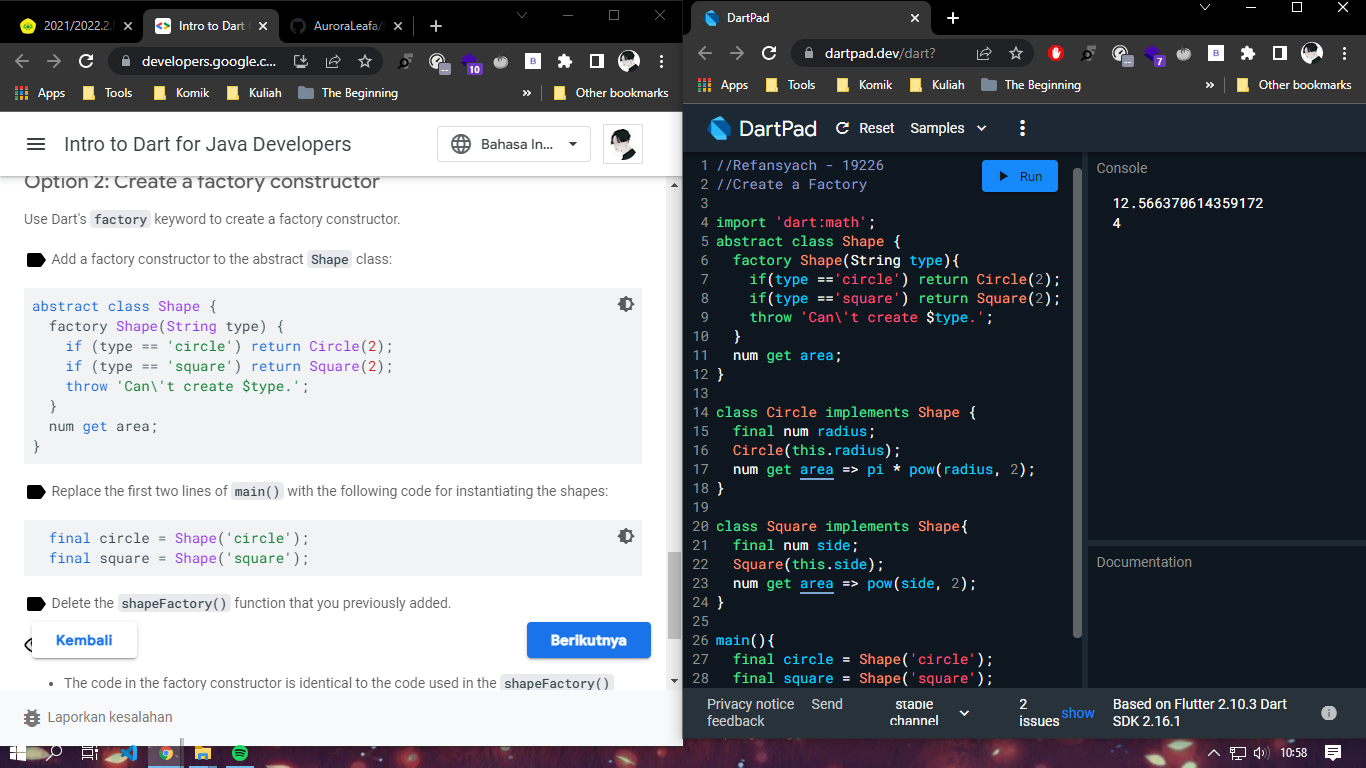 2021/2022.2.
Intro to Dart
AuroraLeafa/
developers.google.c...
10
Apps
Tools
Komik
Kuliah
The Beginning
»
Other bookmarks
Intro to Dart for Java Developers
Bahasa In...
Option 2: Create a factory constructor
Use Dart's factory keyword to create a factory constructor.
Add a factory constructor to the abstract Shape class:
abstract class Shape {
factory Shape(String type) {
if (type == 'circle') return Circle(2);
if (type == 'square') return Square(2);
throw 'Can\'t create $type.';
}
num get area;
}
Replace the first two lines of main() with the following code for instantiating the shapes:
final circle = Shape('circle');
final square = Shape('square');
Delete the shapeFactory() function that you previously added.
Kembali
Berikutnya
• The code in the factory constructor is identical to the code used in the shapeFactory()
Laporkan kesalahan
DartPad
dartpad.dev/dart?
B
7
Apps
Tools
Komik
Kuliah
The Beginning
»
Other bookmarks
DartPad
Reset
Samples
1 //Refansyach - 19226
2 //Create a Factory
3
4 import 'dart:math';
5 abstract class Shape {
6 factory Shape(String type){
7 if(type =='circle') return Circle(2);
8 if(type =='square') return Square(2);
9 throw 'Can\'t create $type.';
10 }
11 num get area;
12 }
13
14 class Circle implements Shape {
15 final num radius;
16 Circle(this.radius);
17 num get area => pi * pow(radius, 2);
18 }
19
20 class Square implements Shape{
21 final num side;
22 Square(this.side);
23 num get area => pow(side, 2);
24 }
25
26 main(){
27 final circle = Shape('circle');
28 final square = Shape('square');
Run
Console
12.566370614359172
4
Documentation
Privacy notice
feedback
Send
stable
channel
2
issues
show
Based on Flutter 2.10.3 Dart
SDK 2.16.1
10:58